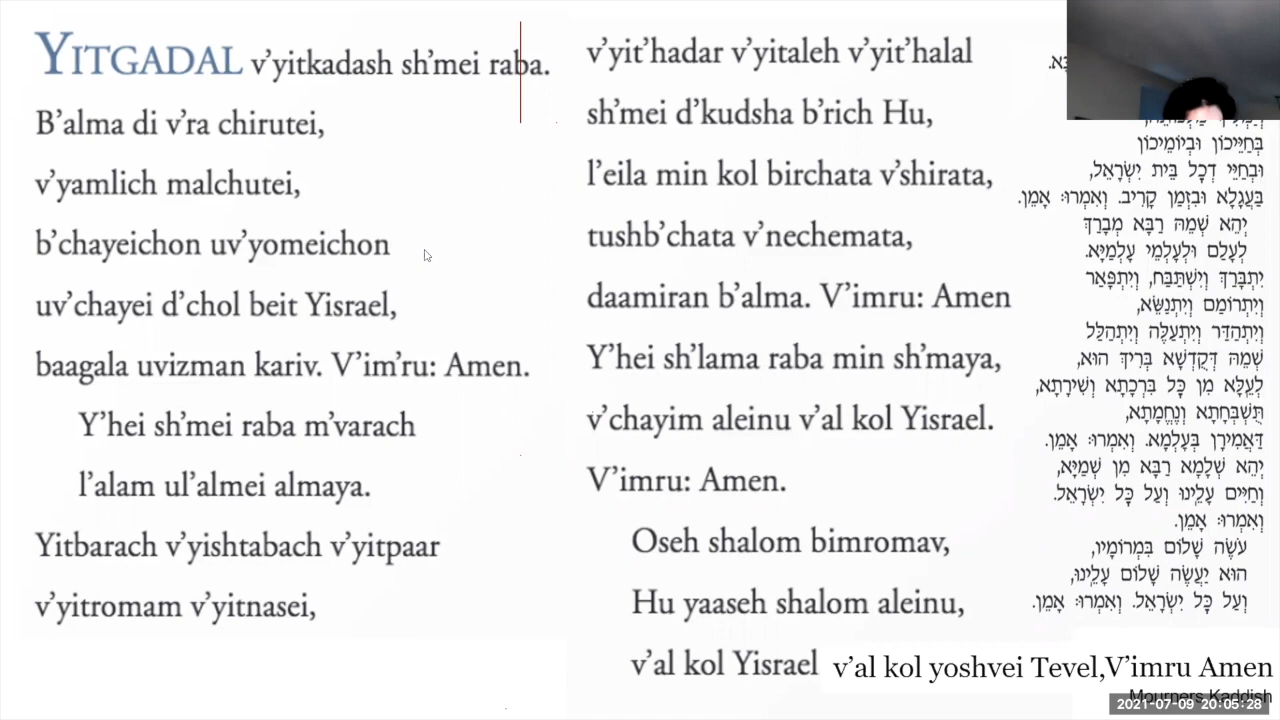 YITGADAL v’yitkadash sh’mei raba.
B’alma di v’ra chirutei,
v’yamlich malchutei,
b’chayeichon uv’yomeichon
uv’chayei d’chol beit Yisrael,
baagala uvizman kariv. V’im’ru: Amen.
Y’hei sh’mei raba m’varach
l’alam ul’almei almaya.
Yitbarach v’yishtabach v’yitpaar
v’yitromam v’yitnasei,
v’yit’hadar v’yitaleh v’yit’halal
sh’mei d’kudsha b’rich Hu,
l’eila min kol birchata v’shirata,
tushb’chata v’nechemata,
daamiran b’alma. V’imru: Amen
Y’hei sh’lama raba min sh’maya,
v’chayim aleinu v’al kol Yisrael.
V’imru: Amen.
Oseh shalom bimromav,
Hu yaaseh shalom aleinu,
v’al kol Yisrael v’al kol yoshvei Tevel,V’imru Amen
בְּחַיֵּיכוֹן וּבְיוֹמֵיכוֹן
וּבְחַיֵּי דְכׇל בֵּית יִשְׂרָאֵל,
בַּעֲגָלָא וּבִזְמַן קָרִיב. וְאִמְרוּ: אָמֵן.
יְהֵא שְׁמֵהּ רַבָּא מְבָרַךְ
לְעָלַם וּלְעָלְמֵי עָלְמַיָּא.
יִתְבָּרַךְ וְיִשְׁתַּבַּח, וְיִתְפָּאַר
וְיִתְרוֹמַם וְיִתְנַשֵּׂא,
וְיִתְהַדַּר וְיִתְעַלֶּה וְיִתְהַלַּל
שְׁמֵהּ דְּקֻדְשָׁא בְּרִיךְ הוּא,
לְעֵלָּא מִן כׇּל בִּרְכָתָא וְשִׁירָתָא,
תֻּשְׁבְּחָתָא וְנֶחֱמָתָא,
דַּאֲמִירָן בְּעָלְמָא. וְאִמְרוּ: אָמֵן.
יְהֵא שְׁלָמָא רַבָּא מִן שְׁמַיָּא,
וְחַיִּים עָלֵינוּ וְעַל כׇּל יִשְׂרָאֵל.
וְאִמְרוּ: אָמֵן.
עֹשֶׂה שָׁלוֹם בִּמְרוֹמָיו,
הוּא יַעֲשֶׂה שָׁלוֹם עָלֵינוּ,
וְעַל כׇּל יִשְׂרָאֵל. וְאִמְרוּ: אָמֵן.
Mourners Kaddish
2021-07-09 20:05:28